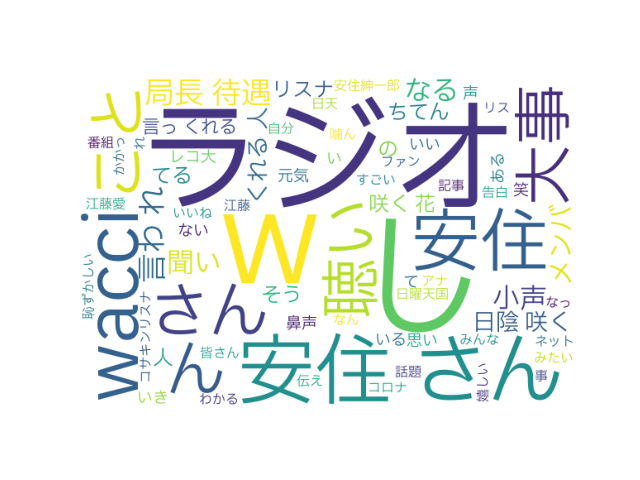 局長 待遇
リスナ
安住紳一郎
なる
声
日天
ちてん
リス
大事
こと
ラジオ
言っ くれる
自分
噛ん
番組
かかっ
れ
レコ大
くれる 人
い
の
いい
ファン
ある
てる
元気
すごい
記事
告白
笑
江藤愛
いいね
江藤
咲く 花
メンバ
wacci
言われ
ない
w
聴い
し
安住
聞い
て
アナ
日曜天国
恥ずかしい
コサキンリスナ
さん
そう
小声
なっ
鼻声
なん
日陰 咲く
人
ん
安住 さん
皆さん
いる
思い
みんな
ネット
みたい
いき
わかる
伝え
コロナ
話題
嬉しい
事